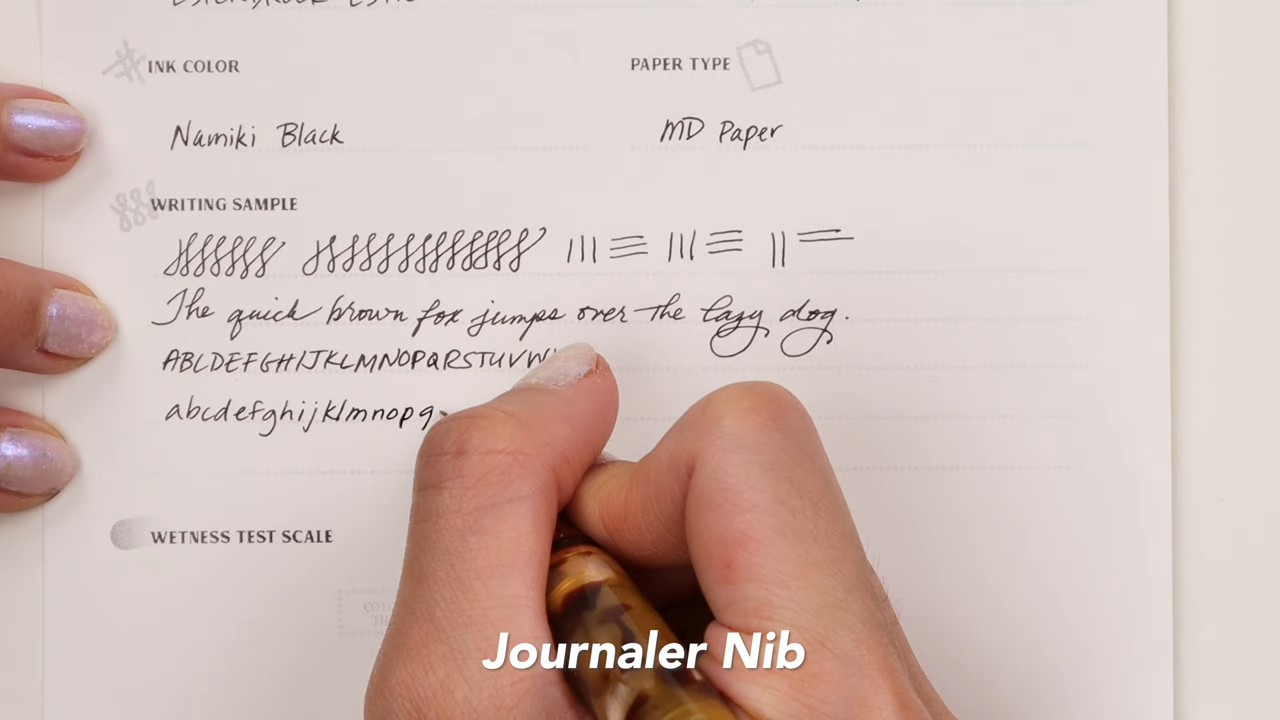 INK COLOR
PAPER TYPE
Namiki Black
MD Paper
WRITING SAMPLE
The quick brown fox jumps over the lazy dog.
ABCDEFGHIJKLMNOPQRSTUVW
abcdefghijklmnopq
WETNESS TEST SCALE
Journaler Nib